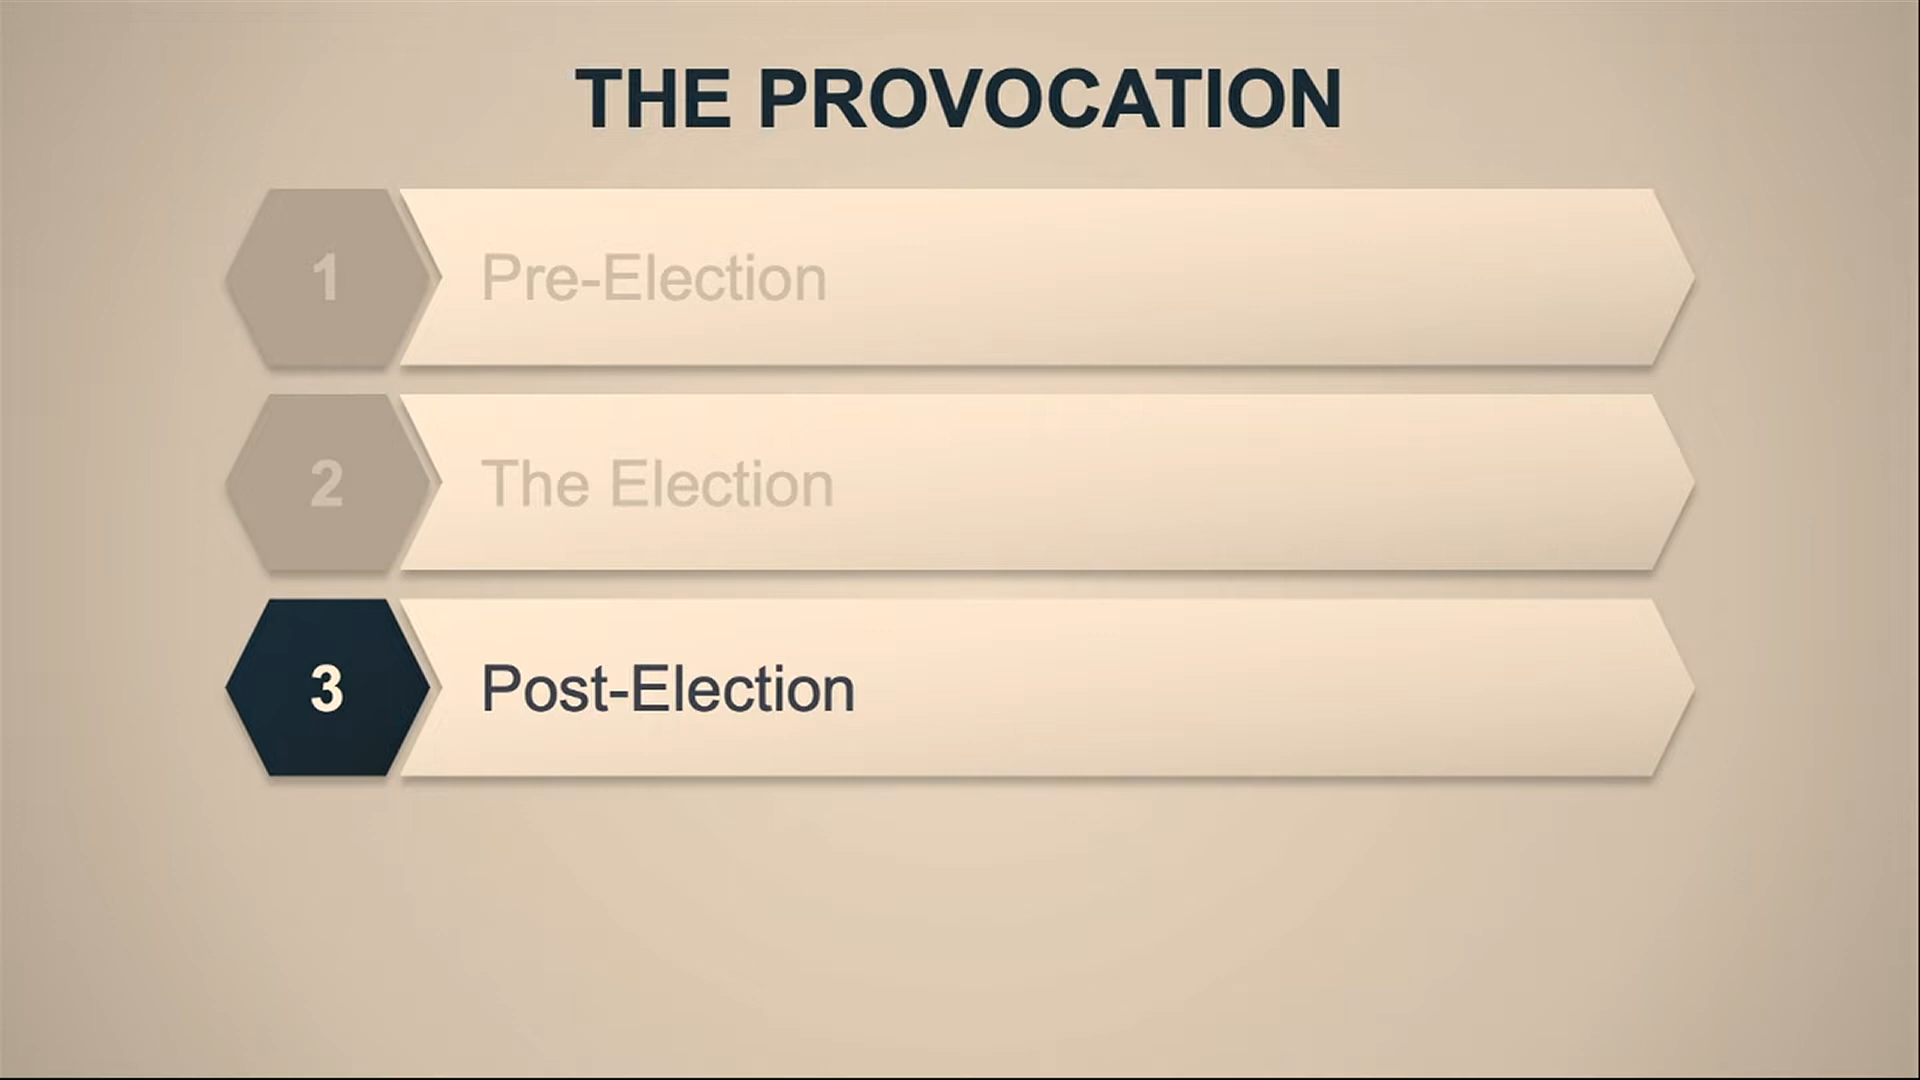 THE PROVOCATION
1 Pre-Election
2 The Election
3 Post-Election